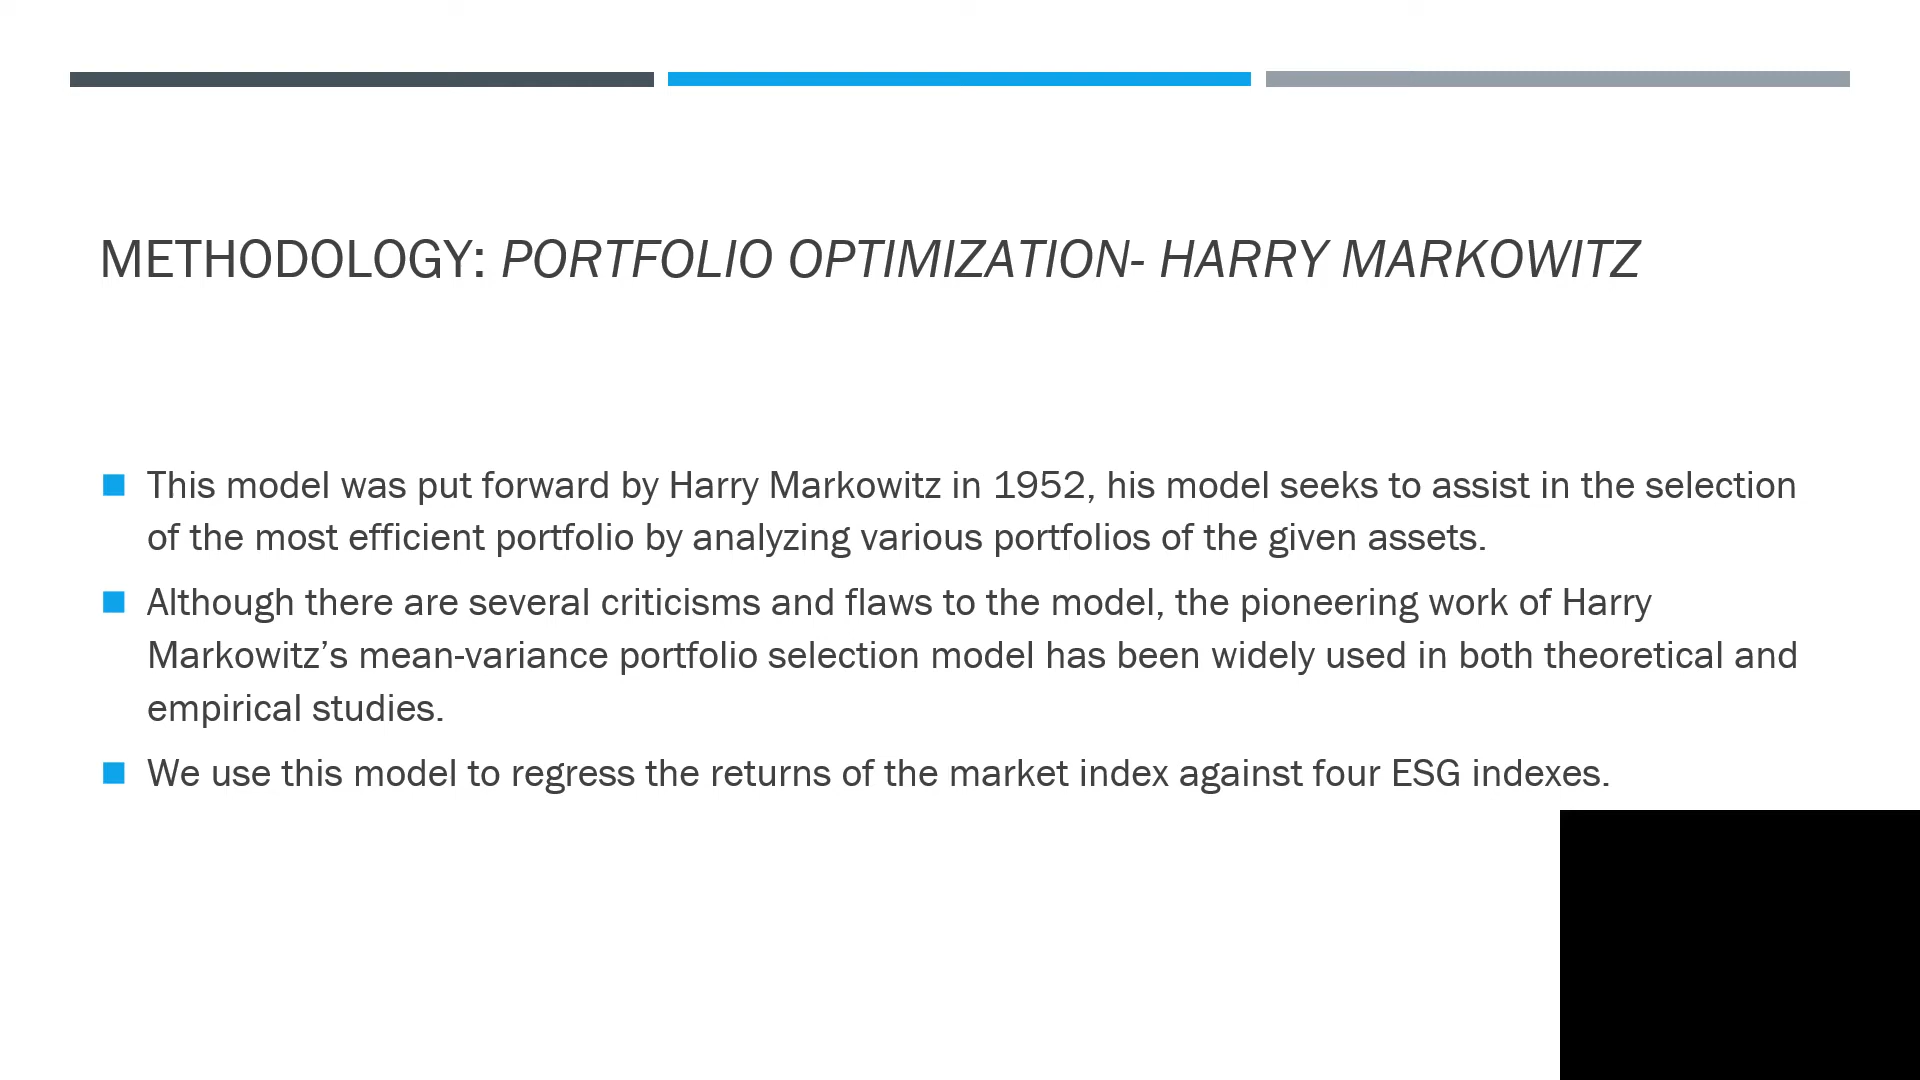 METHODOLOGY: PORTFOLIO OPTIMIZATION- HARRY MARKOWITZ
This model was put forward by Harry Markowitz in 1952, his model seeks to assist in the selection
of the most efficient portfolio by analyzing various portfolios of the given assets.
Although there are several criticisms and flaws to the model, the pioneering work of Harry
Markowitz’s mean-variance portfolio selection model has been widely used in both theoretical and
empirical studies.
We use this model to regress the returns of the market index against four ESG indexes.